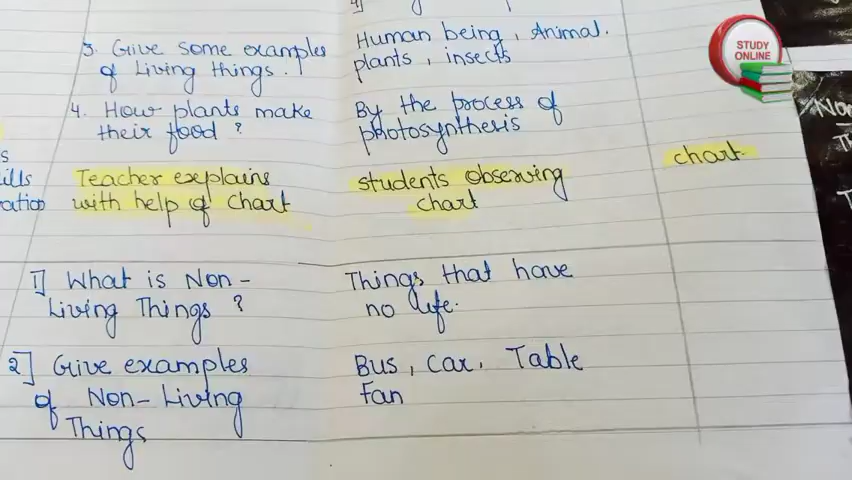 3. Give some examples
of Living things.
Human being, Animal.
plants, insects
4. How plants make
their food?
By the process of
photosynthesis
Teacher explains
with help of chart
students observing
chart
chart
1] What is Non-
Living Things?
Things that have
no life.
2] Give examples
of Non-Living
Things
Bus, car, Table
Fan
STUDY
ONLINE